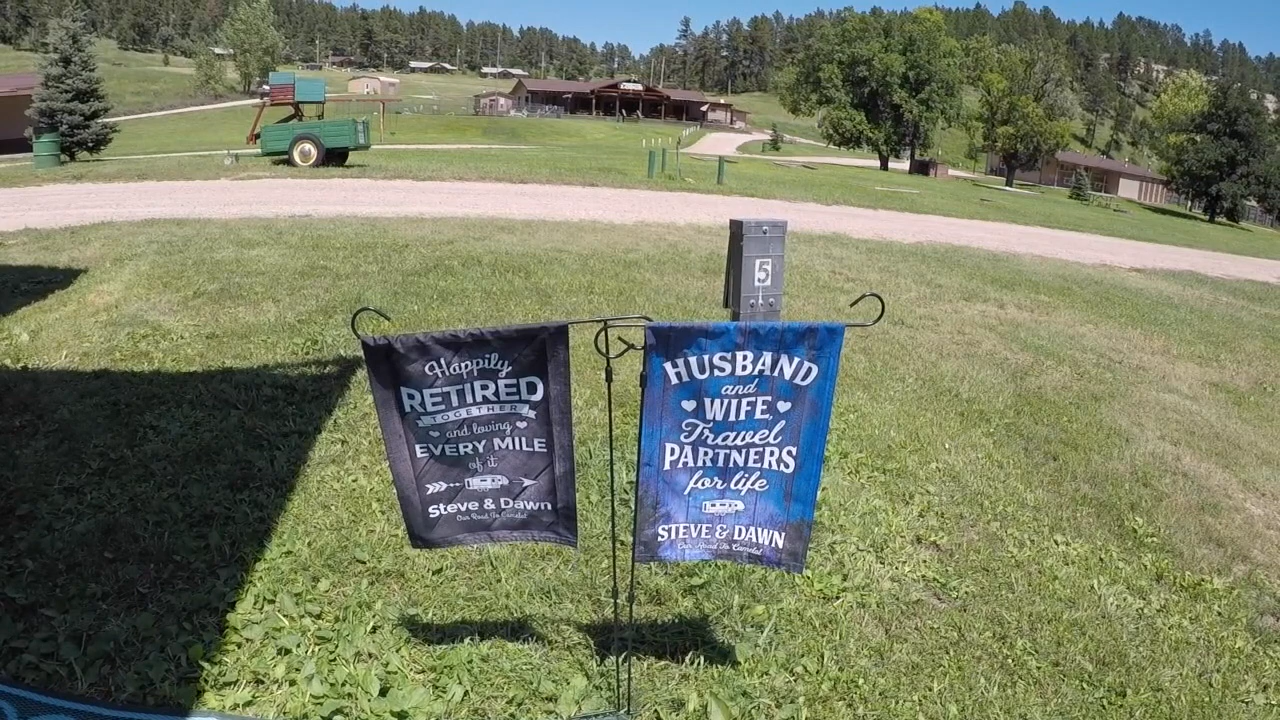 5
Happily
RETIRED
TOGETHER
and loving
EVERY MILE
of it
Steve & Dawn
Our Road To Camelot
HUSBAND
and
WIFE,
Travel
PARTNERS
for life
STEVE & DAWN
Our Road To Camelot